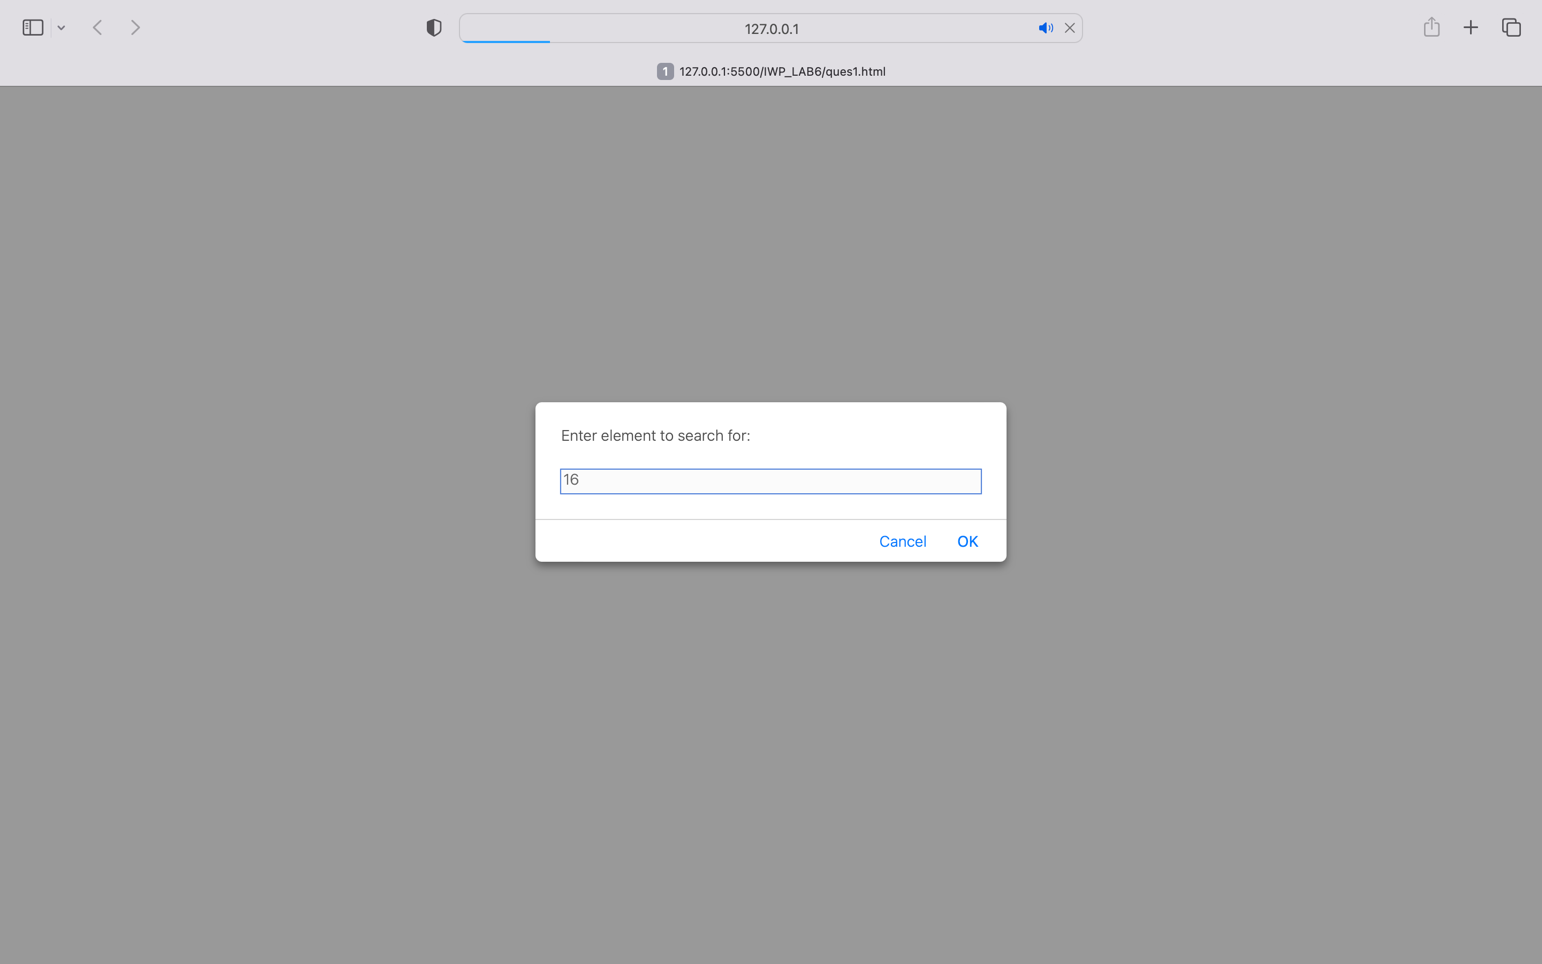 127.0.0.1
1 127.0.0.1:5500/IWP_LAB6/ques1.html
Enter element to search for:
16
Cancel OK